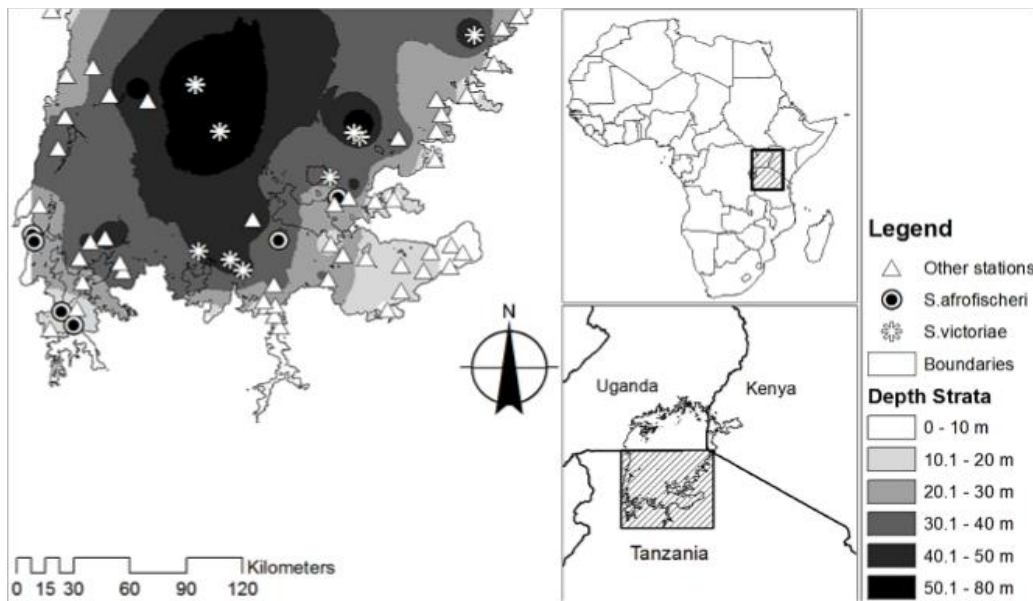 N
Kilometers
0 15 30 60 90 120
Uganda
Kenya
Tanzania
Legend
Other stations
S.afrofischeri
S.victoriae
Boundaries
Depth Strata
0 - 10 m
10.1 - 20 m
20.1 - 30 m
30.1 - 40 m
40.1 - 50 m
50.1 - 80 m